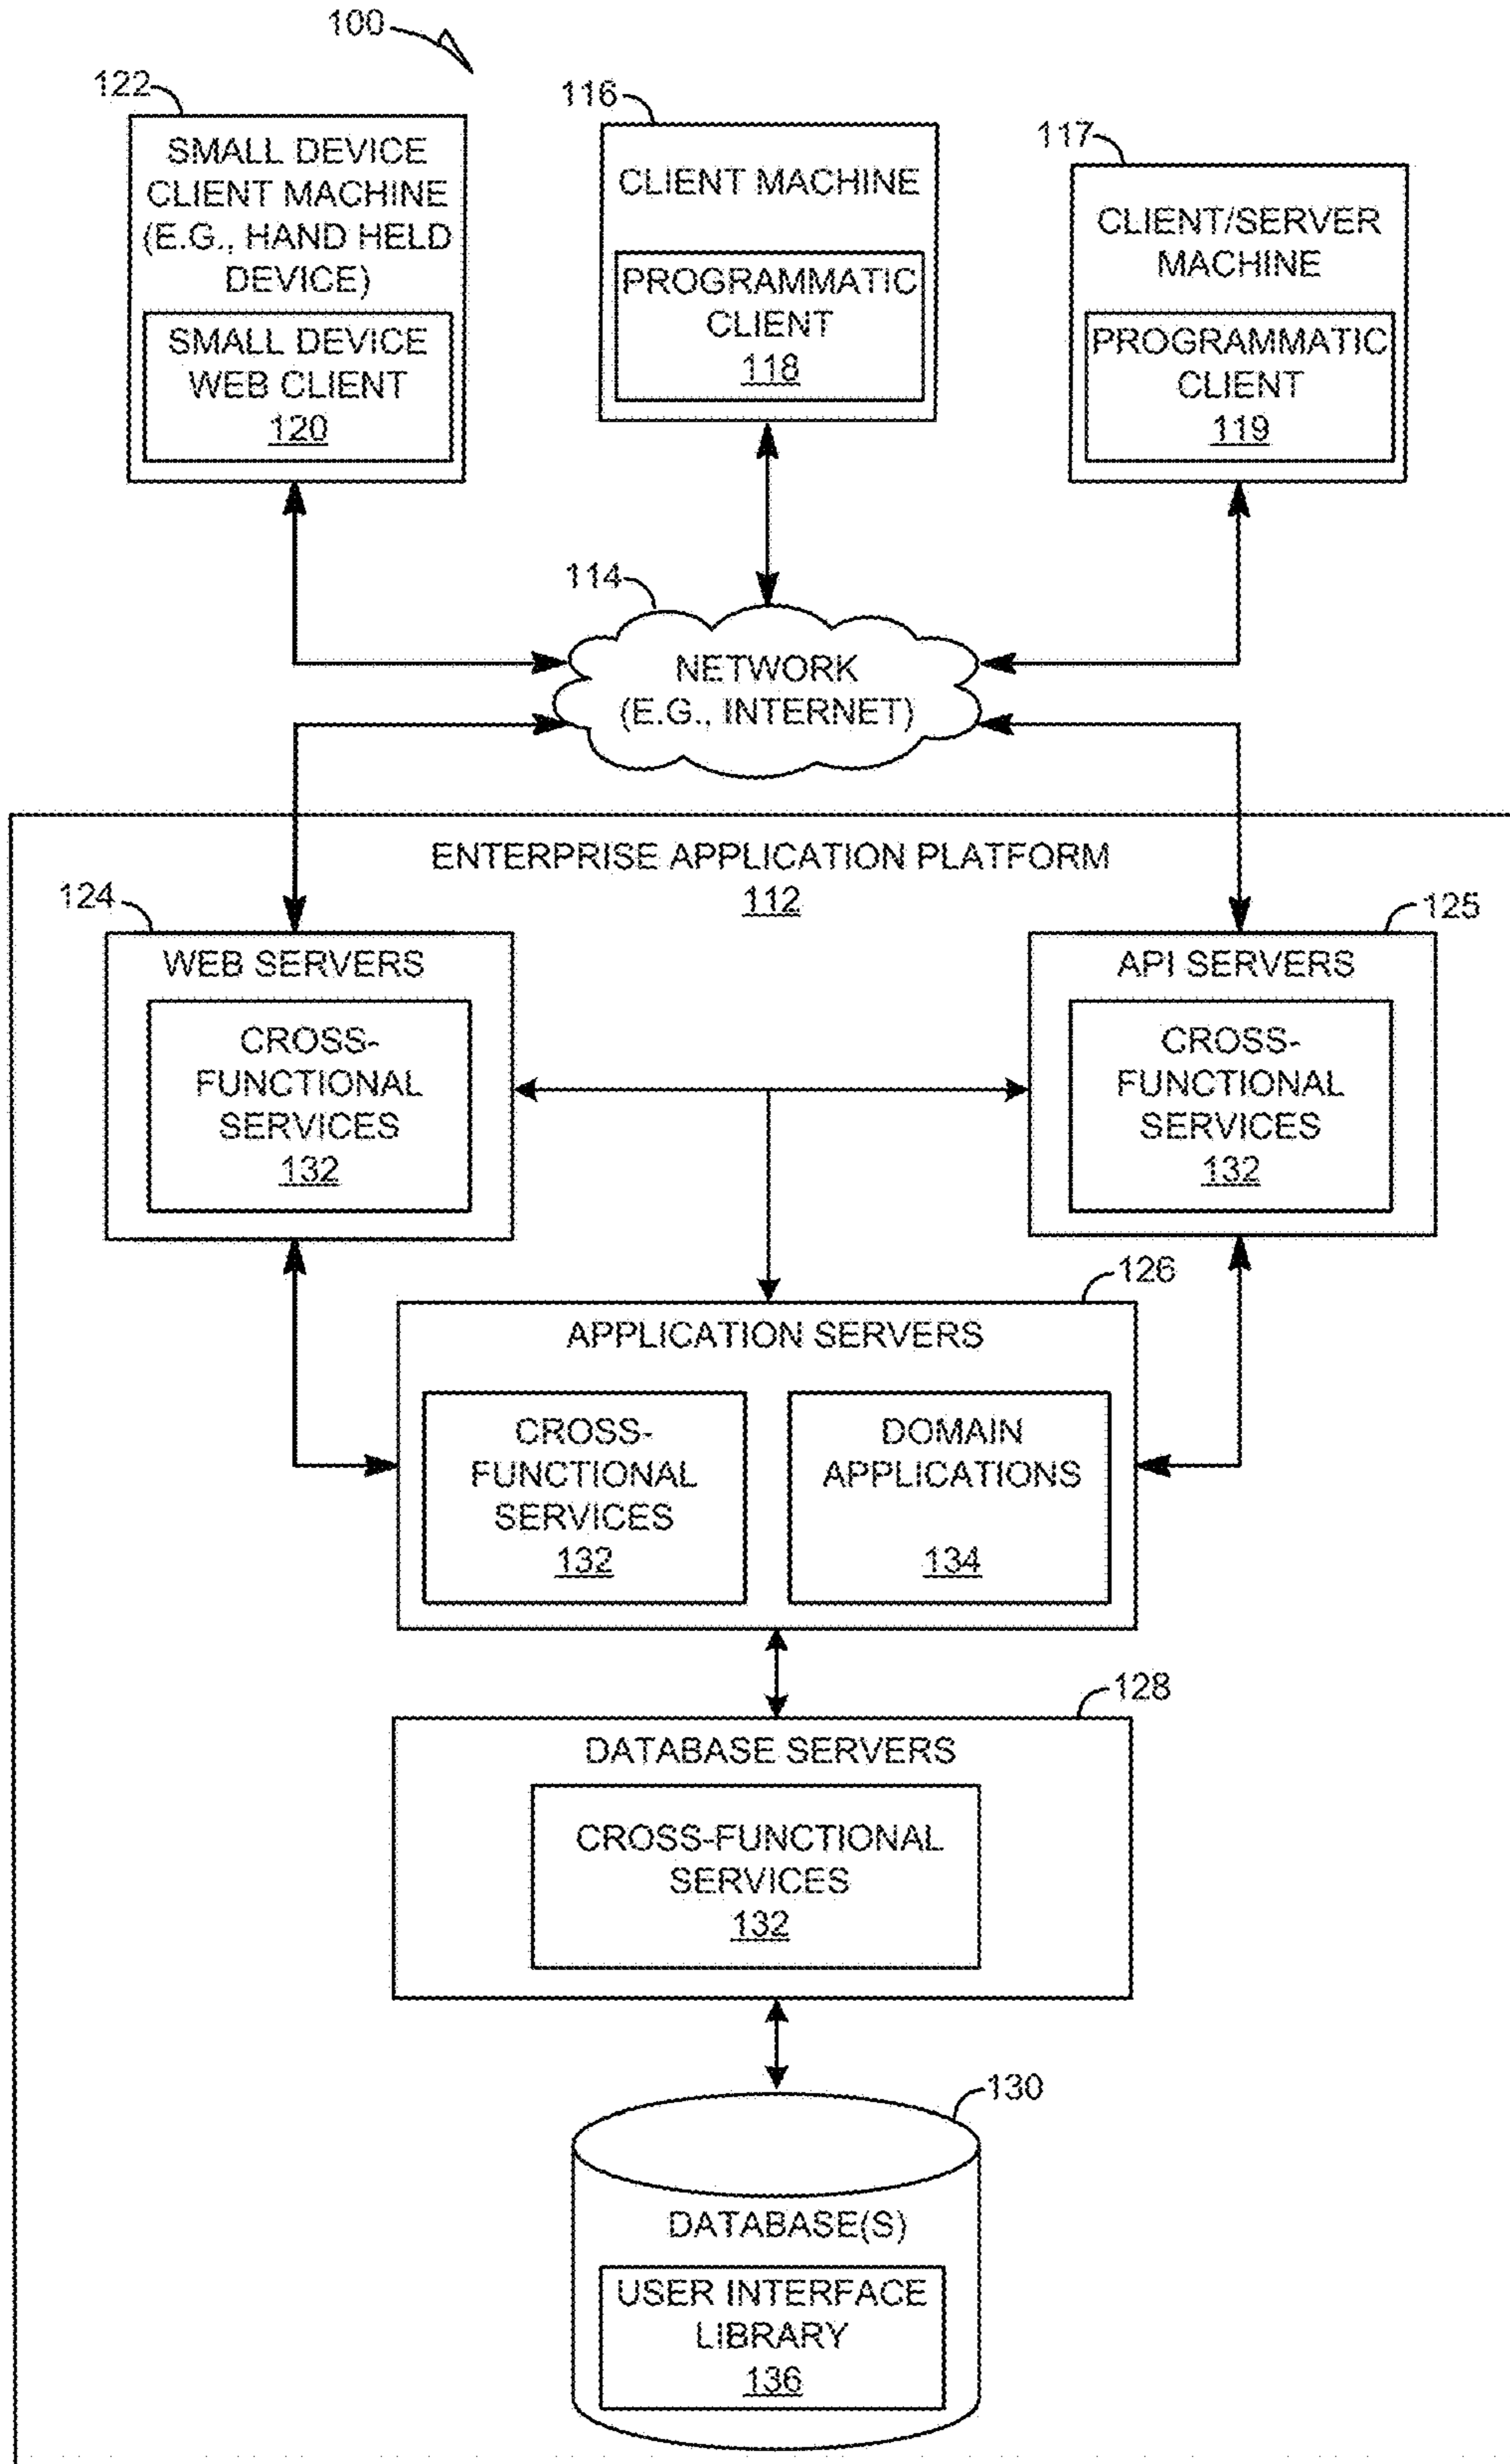 100
122
SMALL DEVICE
CLIENT MACHINE
(E.G., HAND HELD
DEVICE)
SMALL DEVICE
WEB CLIENT
120
116
CLIENT MACHINE
PROGRAMMATIC
CLIENT
118
117
CLIENT/SERVER
MACHINE
PROGRAMMATIC
CLIENT
119
114
NETWORK
(E.G., INTERNET)
ENTERPRISE APPLICATION PLATFORM
112
124
WEB SERVERS
CROSS-
FUNCTIONAL
SERVICES
132
125
API SERVERS
CROSS-
FUNCTIONAL
SERVICES
132
126
APPLICATION SERVERS
CROSS-
FUNCTIONAL
SERVICES
132
DOMAIN
APPLICATIONS
134
128
DATABASE SERVERS
CROSS-FUNCTIONAL
SERVICES
132
130
DATABASE(S)
USER INTERFACE
LIBRARY
136